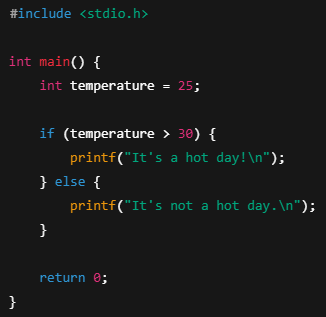 #include <stdio.h>

int main() {
    int temperature = 25;

    if (temperature > 30) {
        printf("It's a hot day!\n");
    } else {
        printf("It's not a hot day.\n");
    }

    return 0;
}